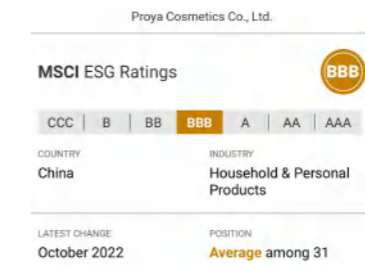 Proya Cosmetics Co., Ltd.
MSCI ESG Ratings
BBB
CCC | B | BB BBB A | AA | AAA
COUNTRY
China
INDUSTRY
Household & Personal
Products
LATEST CHANGE
October 2022
POSITION
Average among 31